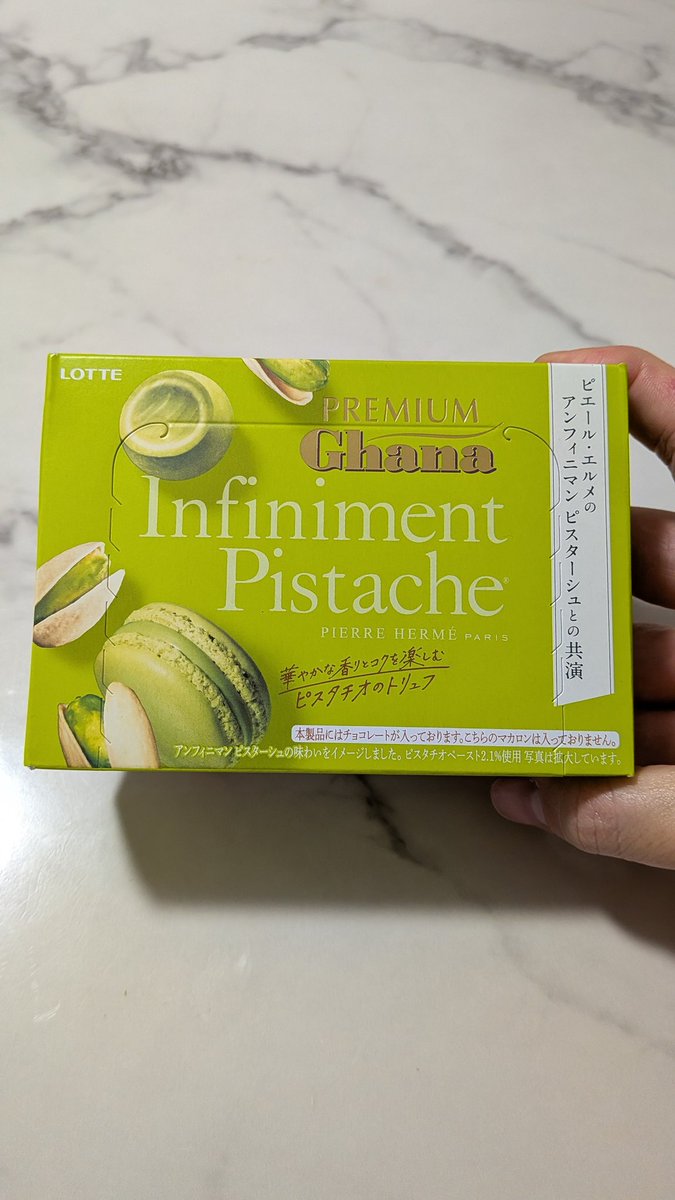 LOTTE
PREMIUM
Ghana
Infiniment
Pistache®
PIERRE HERMÉ PARIS
華やかな香りとコクを楽しむ
ピスタチオのトリュフ
ピエール・エルメの
アンフィニマン ピスターシュとの共演
本製品にはチョコレートが入っております。こちらのマカロンは入っておりません。
アンフィニマン ピスターシュの味わいをイメージしました。ピスタチオペースト2.1%使用 写真は拡大しています。